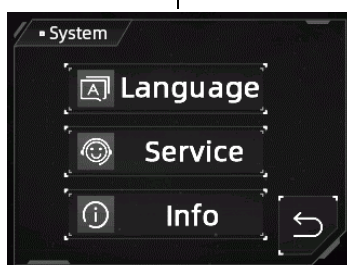 ▪ System
A Language
Service
i Info